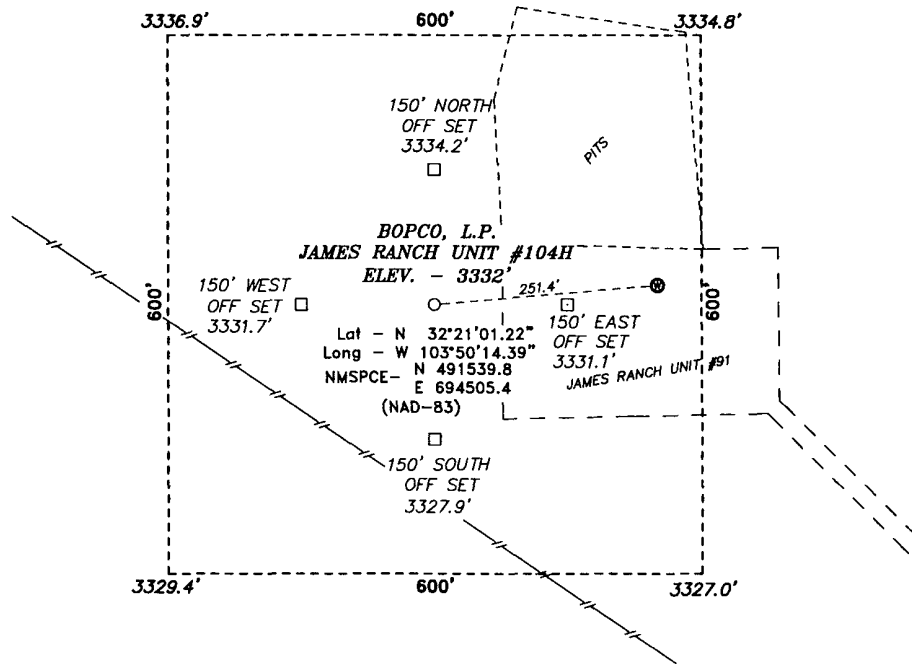 3336.9'
600'
3334.8'
150' NORTH
OFF SET
3334.2'
PITS
BOPCO, L.P.
JAMES RANCH UNIT #104H
ELEV. - 3332'
150' WEST
OFF SET
3331.7'
600'
251.4'
600'
150' EAST
OFF SET
3331.1'
JAMES RANCH UNIT #91
Lat - N 32°21'01.22"
Long - W 103°50'14.39"
NMSPCE- N 491539.8
E 694505.4
(NAD-83)
150' SOUTH
OFF SET
3327.9'
3329.4'
600'
3327.0'